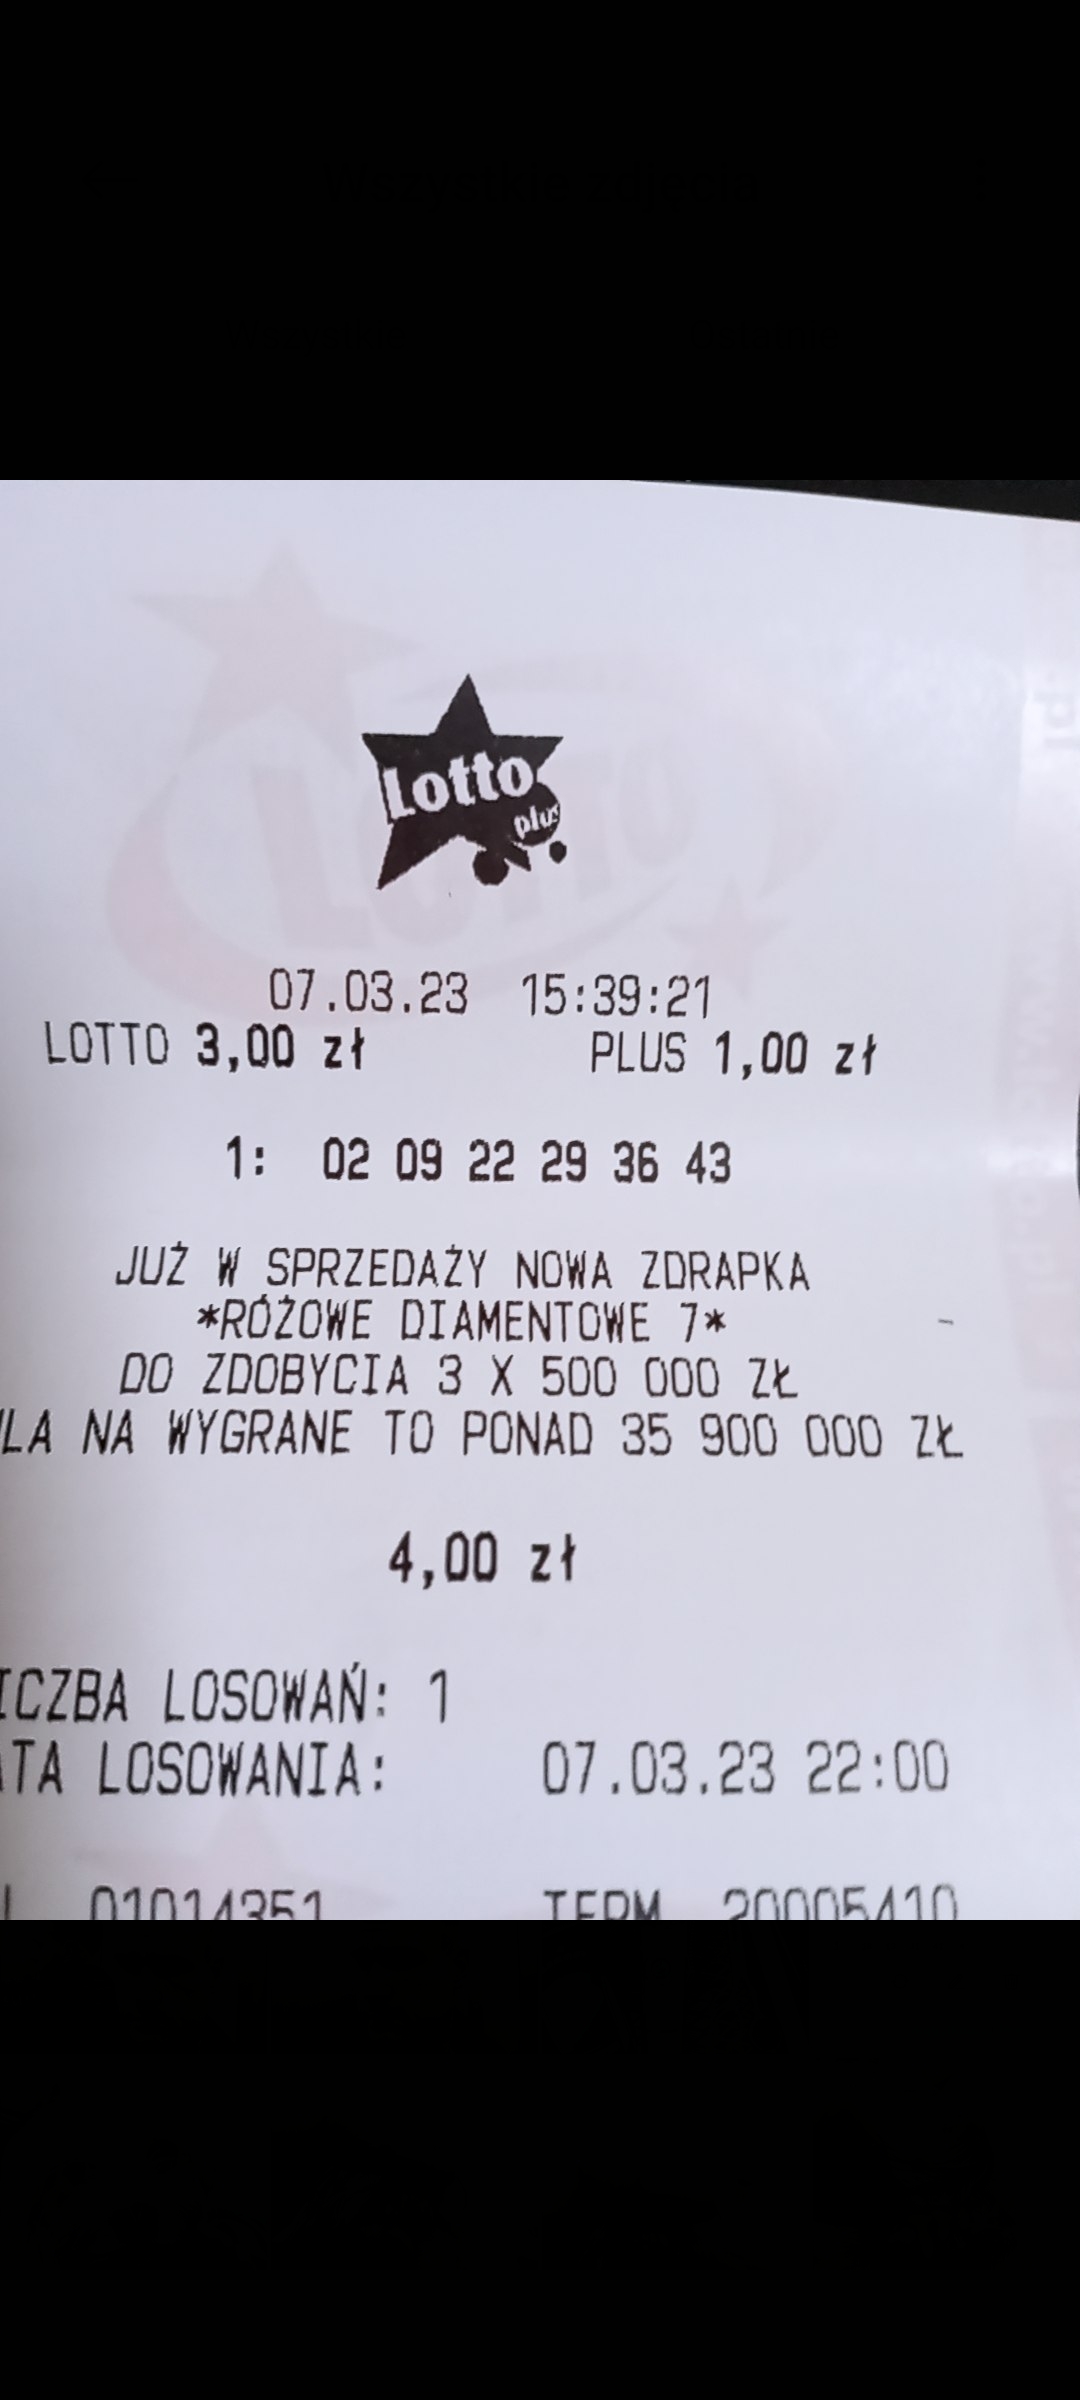 Lotto
plus
07.03.23 15:39:21
LOTTO 3,00 zł PLUS 1,00 zł
1: 02 09 22 29 36 43
JUŻ W SPRZEDAŻY NOWA ZDRAPKA
*RÓŻOWE DIAMENTOWE 7*
DO ZDOBYCIA 3 X 500 000 ZŁ
LA NA WYGRANE TO PONAD 35 900 000 ZŁ
4,00 zł
ICZBA LOSOWAŃ: 1
TA LOSOWANIA: 07.03.23 22:00
01014351 TERM 20005410